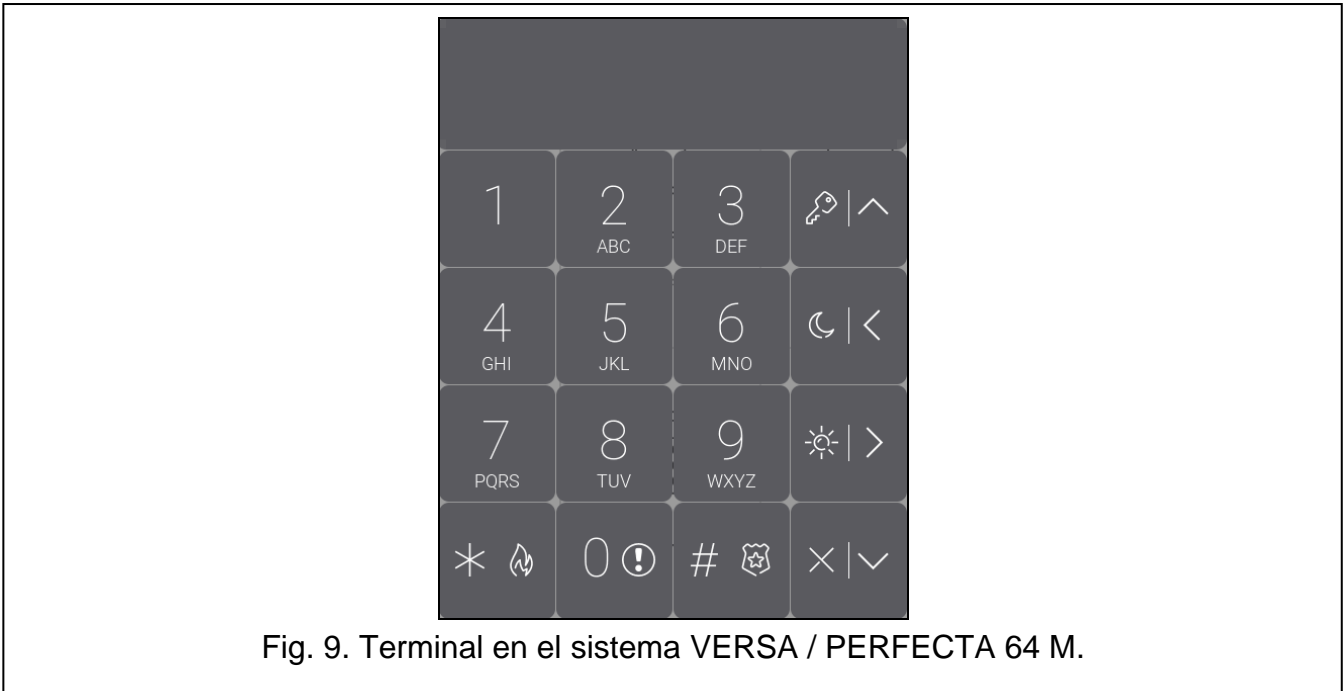 1 2 3
ABC DEF
4 5 6
GHI JKL MNO
7 8 9
PQRS TUV WXYZ
* 0 #
Fig. 9. Terminal en el sistema VERSA / PERFECTA 64 M.